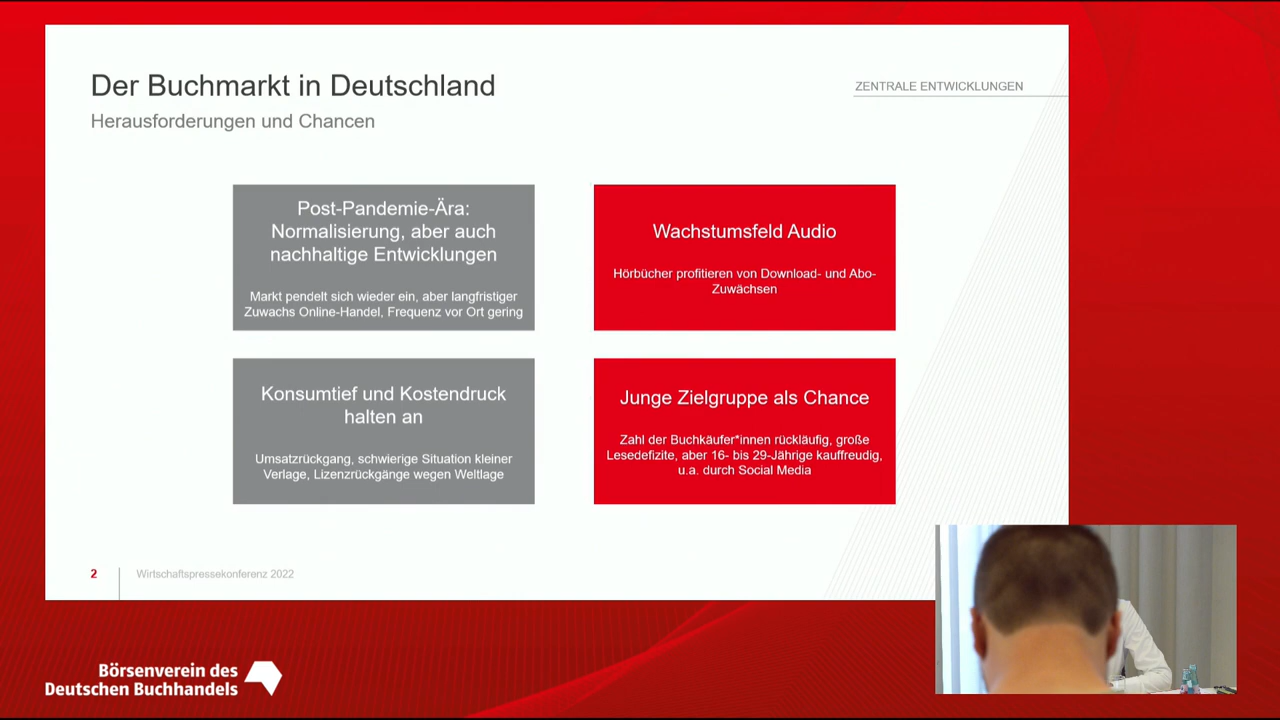 Der Buchmarkt in Deutschland
Herausforderungen und Chancen
ZENTRALE ENTWICKLUNGEN
Post-Pandemie-Ära:
Normalisierung, aber auch
nachhaltige Entwicklungen
Markt pendelt sich wieder ein, aber langfristiger
Zuwachs Online-Handel, Frequenz vor Ort gering
Wachstumsfeld Audio
Hörbücher profitieren von Download- und Abo-
Zuwächsen
Konsumtief und Kostendruck
halten an
Umsatzrückgang, schwierige Situation kleiner
Verlage, Lizenzrückgänge wegen Weltlage
Junge Zielgruppe als Chance
Zahl der Buchkäufer*innen rückläufig, große
Lesedefizite, aber 16- bis 29-Jährige kauffreudig,
u.a. durch Social Media
2
Wirtschaftspressekonferenz 2022
Börsenverein des
Deutschen Buchhandels